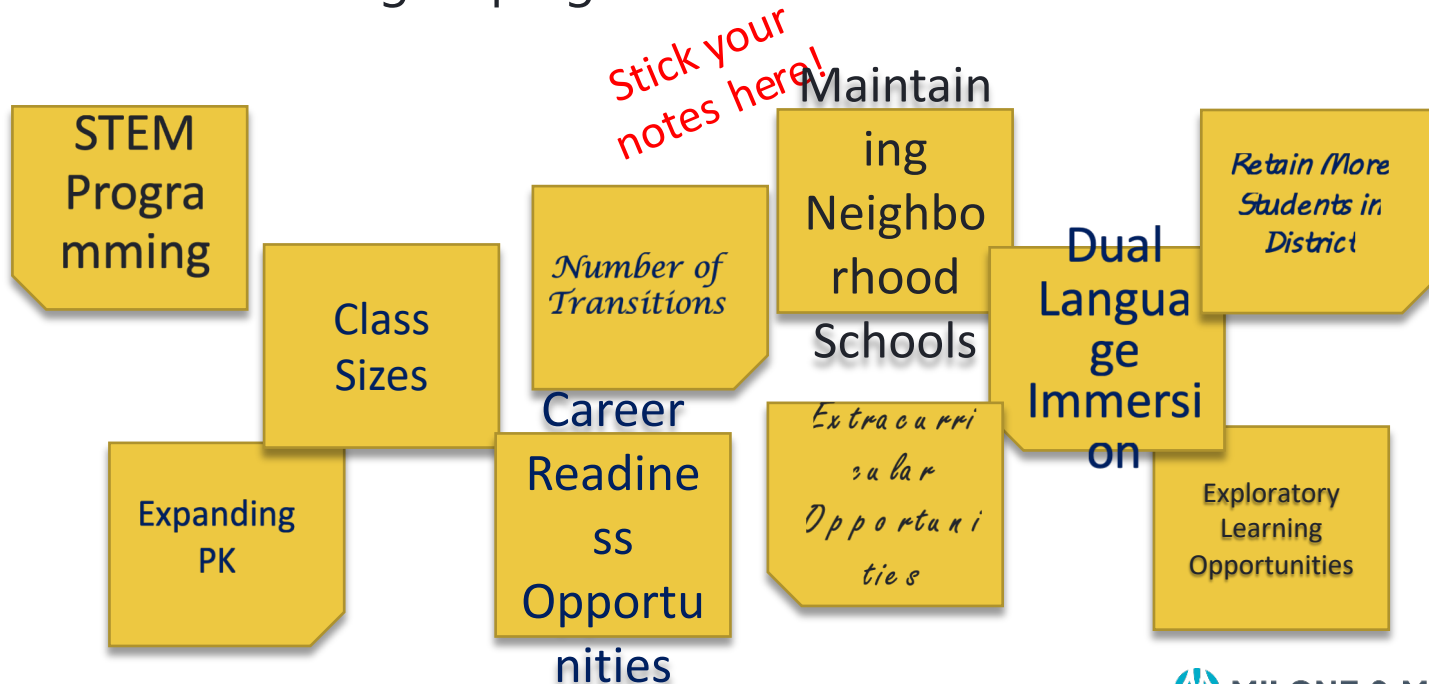 Stick your
notes here!
STEM
Progra
mming
Class
Sizes
Expanding
PK
Number of
Transitions
Career
Readine
ss
Opportu
nities
Maintain
ing
Neighbo
rhood
Schools
Extracurri
cular
Opportuni
ties
Dual
Langua
ge
Immersi
on
Retain More
Students in
District
Exploratory
Learning
Opportunities